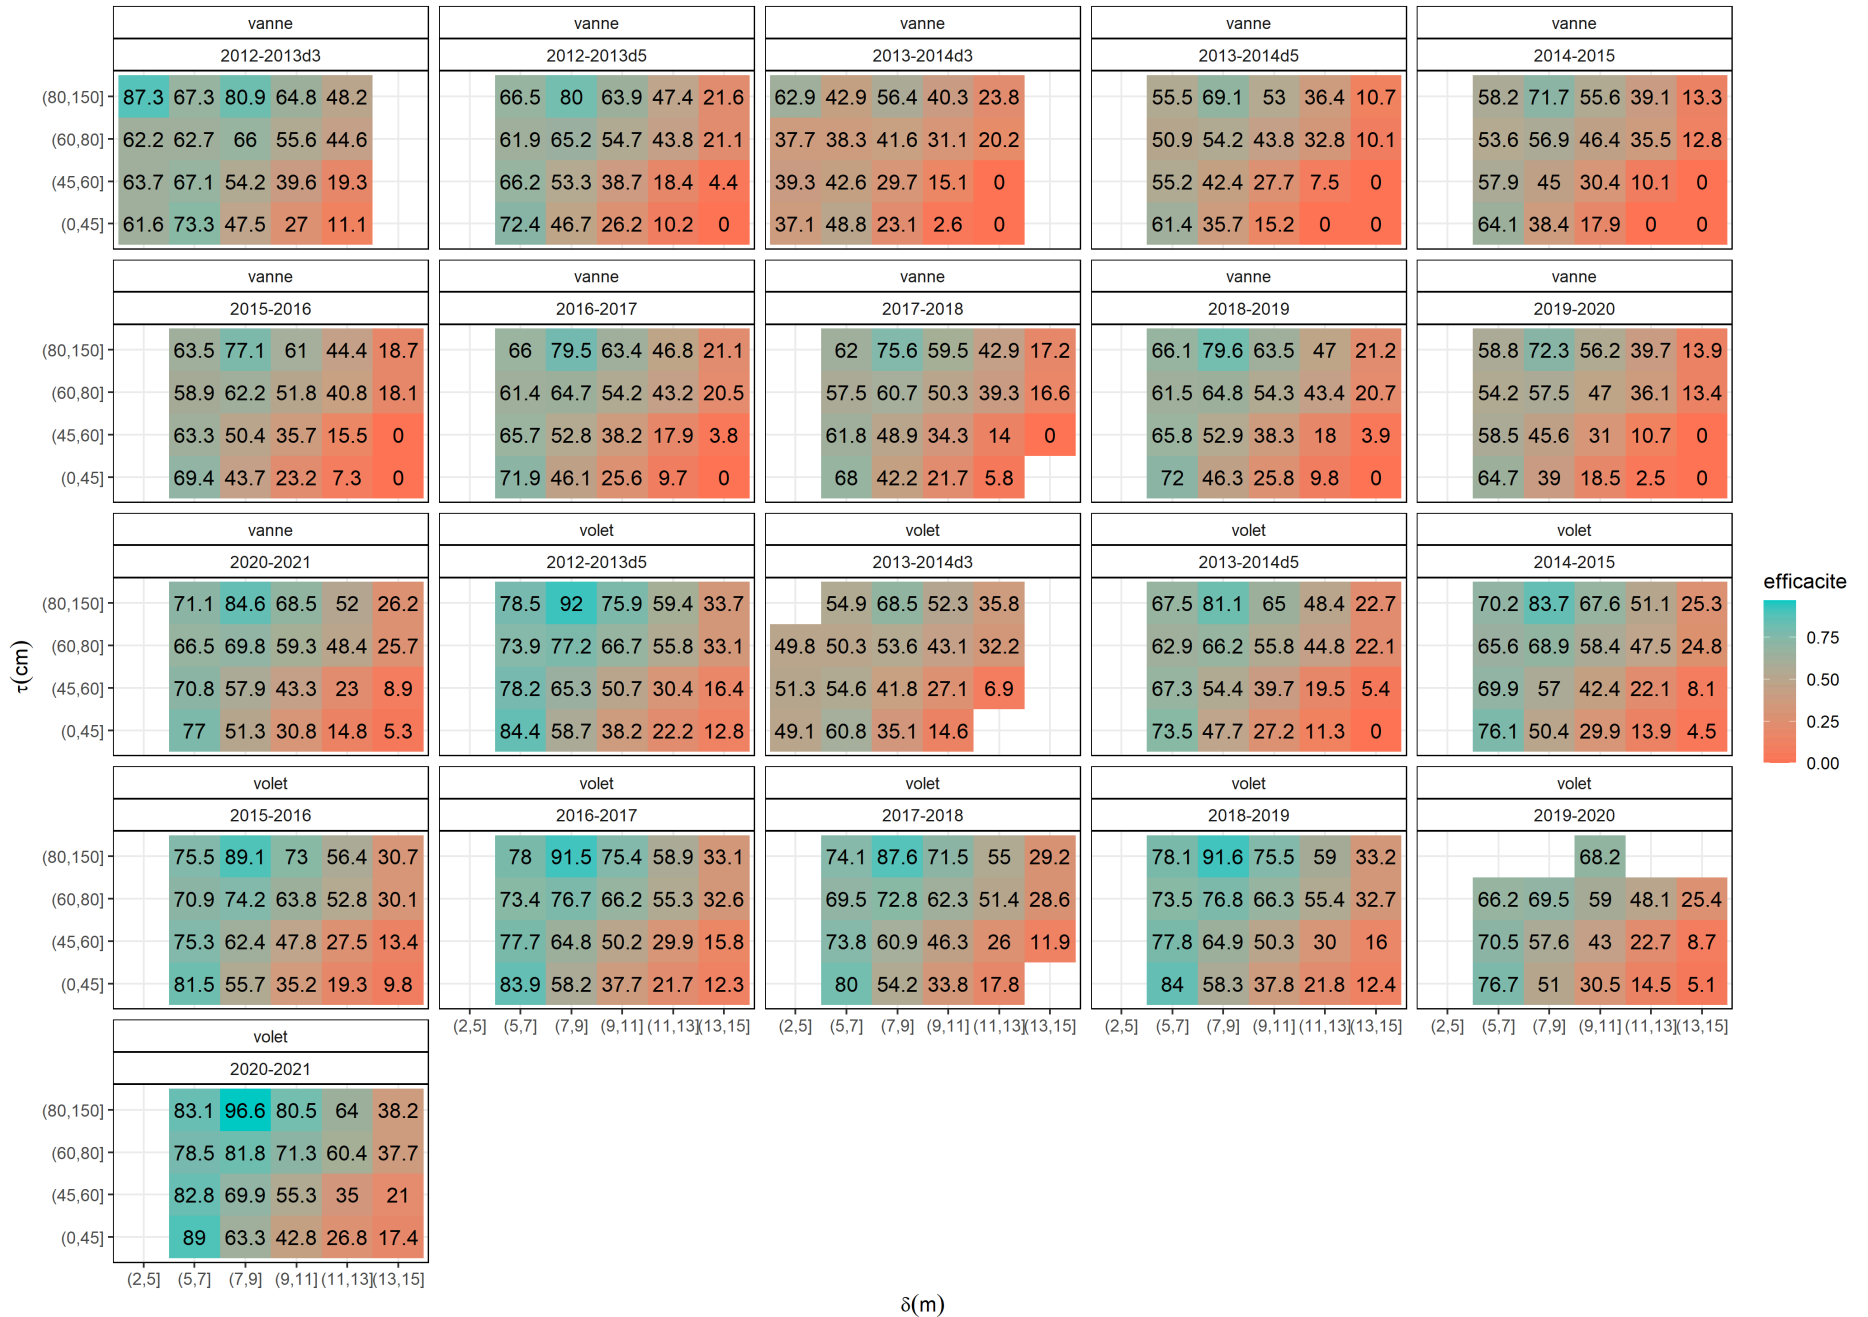 vanne vanne vanne vanne vanne
2012-2013d3 2012-2013d5 2013-2014d3 2013-2014d5 2014-2015
(80,150] 87.3 67.3 80.9 64.8 48.2 66.5 80 63.9 47.4 21.6 62.9 42.9 56.4 40.3 23.8 55.5 69.1 53 36.4 10.7 58.2 71.7 55.6 39.1 13.3
(60,80] 62.2 62.7 66 55.6 44.6 61.9 65.2 54.7 43.8 21.1 37.7 38.3 41.6 31.1 20.2 50.9 54.2 43.8 32.8 10.1 53.6 56.9 46.4 35.5 12.8
(45,60] 63.7 67.1 54.2 39.6 19.3 66.2 53.3 38.7 18.4 4.4 39.3 42.6 29.7 15.1 0 55.2 42.4 27.7 7.5 0 57.9 45 30.4 10.1 0
(0,45] 61.6 73.3 47.5 27 11.1 72.4 46.7 26.2 10.2 0 37.1 48.8 23.1 2.6 0 61.4 35.7 15.2 0 0 64.1 38.4 17.9 0 0
vanne vanne vanne vanne vanne
2015-2016 2016-2017 2017-2018 2018-2019 2019-2020
(80,150] 63.5 77.1 61 44.4 18.7 66 79.5 63.4 46.8 21.1 62 75.6 59.5 42.9 17.2 66.1 79.6 63.5 47 21.2 58.8 72.3 56.2 39.7 13.9
(60,80] 58.9 62.2 51.8 40.8 18.1 61.4 64.7 54.2 43.2 20.5 57.5 60.7 50.3 39.3 16.6 61.5 64.8 54.3 43.4 20.7 54.2 57.5 47 36.1 13.4
(45,60] 63.3 50.4 35.7 15.5 0 65.7 52.8 38.2 17.9 3.8 61.8 48.9 34.3 14 0 65.8 52.9 38.3 18 3.9 58.5 45.6 31 10.7 0
(0,45] 69.4 43.7 23.2 7.3 0 71.9 46.1 25.6 9.7 0 68 42.2 21.7 5.8 72 46.3 25.8 9.8 0 64.7 39 18.5 2.5 0
vanne volet volet volet volet
2020-2021 2012-2013d5 2013-2014d3 2013-2014d5 2014-2015
(80,150] 71.1 84.6 68.5 52 26.2 78.5 92 75.9 59.4 33.7 54.9 68.5 52.3 35.8 67.5 81.1 65 48.4 22.7 70.2 83.7 67.6 51.1 25.3
(60,80] 66.5 69.8 59.3 48.4 25.7 73.9 77.2 66.7 55.8 33.1 49.8 50.3 53.6 43.1 32.2 62.9 66.2 55.8 44.8 22.1 65.6 68.9 58.4 47.5 24.8
(45,60] 70.8 57.9 43.3 23 8.9 78.2 65.3 50.7 30.4 16.4 51.3 54.6 41.8 27.1 6.9 67.3 54.4 39.7 19.5 5.4 69.9 57 42.4 22.1 8.1
(0,45] 77 51.3 30.8 14.8 5.3 84.4 58.7 38.2 22.2 12.8 49.1 60.8 35.1 14.6 73.5 47.7 27.2 11.3 0 76.1 50.4 29.9 13.9 4.5
volet volet volet volet volet
2015-2016 2016-2017 2017-2018 2018-2019 2019-2020
(80,150] 75.5 89.1 73 56.4 30.7 78 91.5 75.4 58.9 33.1 74.1 87.6 71.5 55 29.2 78.1 91.6 75.5 59 33.2 68.2
(60,80] 70.9 74.2 63.8 52.8 30.1 73.4 76.7 66.2 55.3 32.6 69.5 72.8 62.3 51.4 28.6 73.5 76.8 66.3 55.4 32.7 66.2 69.5 59 48.1 25.4
(45,60] 75.3 62.4 47.8 27.5 13.4 77.7 64.8 50.2 29.9 15.8 73.8 60.9 46.3 26 11.9 77.8 64.9 50.3 30 16 70.5 57.6 43 22.7 8.7
(0,45] 81.5 55.7 35.2 19.3 9.8 83.9 58.2 37.7 21.7 12.3 80 54.2 33.8 17.8 84 58.3 37.8 21.8 12.4 76.7 51 30.5 14.5 5.1
(2,5] (5,7] (7,9] (9,11] (11,13] (13,15] (2,5] (5,7] (7,9] (9,11] (11,13] (13,15] (2,5] (5,7] (7,9] (9,11] (11,13] (13,15] (2,5] (5,7] (7,9] (9,11] (11,13] (13,15]
volet
2020-2021
(80,150] 83.1 96.6 80.5 64 38.2
(60,80] 78.5 81.8 71.3 60.4 37.7
(45,60] 82.8 69.9 55.3 35 21
(0,45] 89 63.3 42.8 26.8 17.4
(2,5] (5,7] (7,9] (9,11] (11,13] (13,15]
δ(m)
τ(cm)
efficacite
0.75
0.50
0.25
0.00